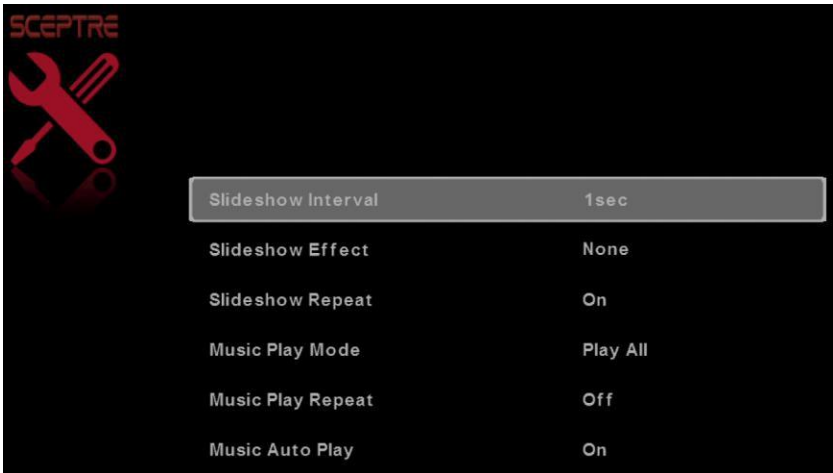 SCEPTRE
Slideshow Interval 1sec
Slideshow Effect None
Slideshow Repeat On
Music Play Mode Play All
Music Play Repeat Off
Music Auto Play On